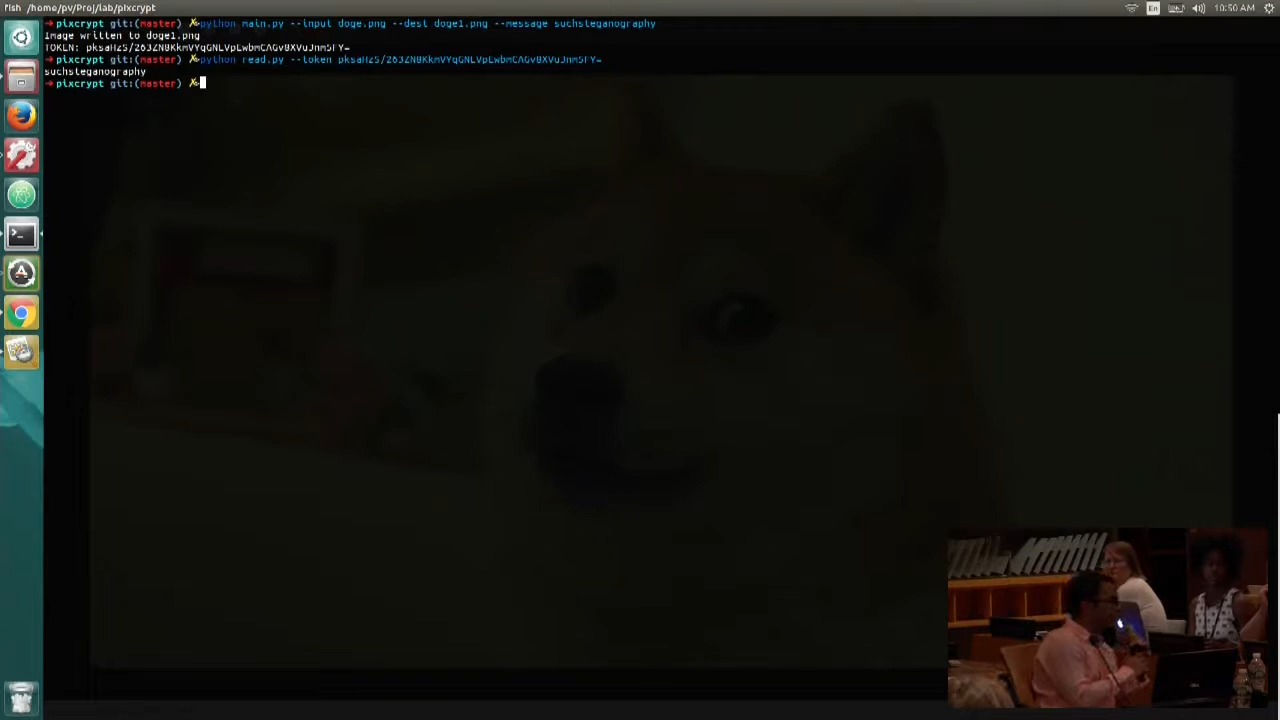 Fish /home/pv/Proj/lab/pixcrypt
En
10:50 AM
➜ pixcrypt git:(master) ✗ python main.py --input doge.png --dest doge1.png --Message suchsteganography
Image written to doge1.png
TOKEN:
➜ pixcrypt git:(master) ✗ python read.py --token
suchsteganography
➜ pixcrypt git:(master) ✗